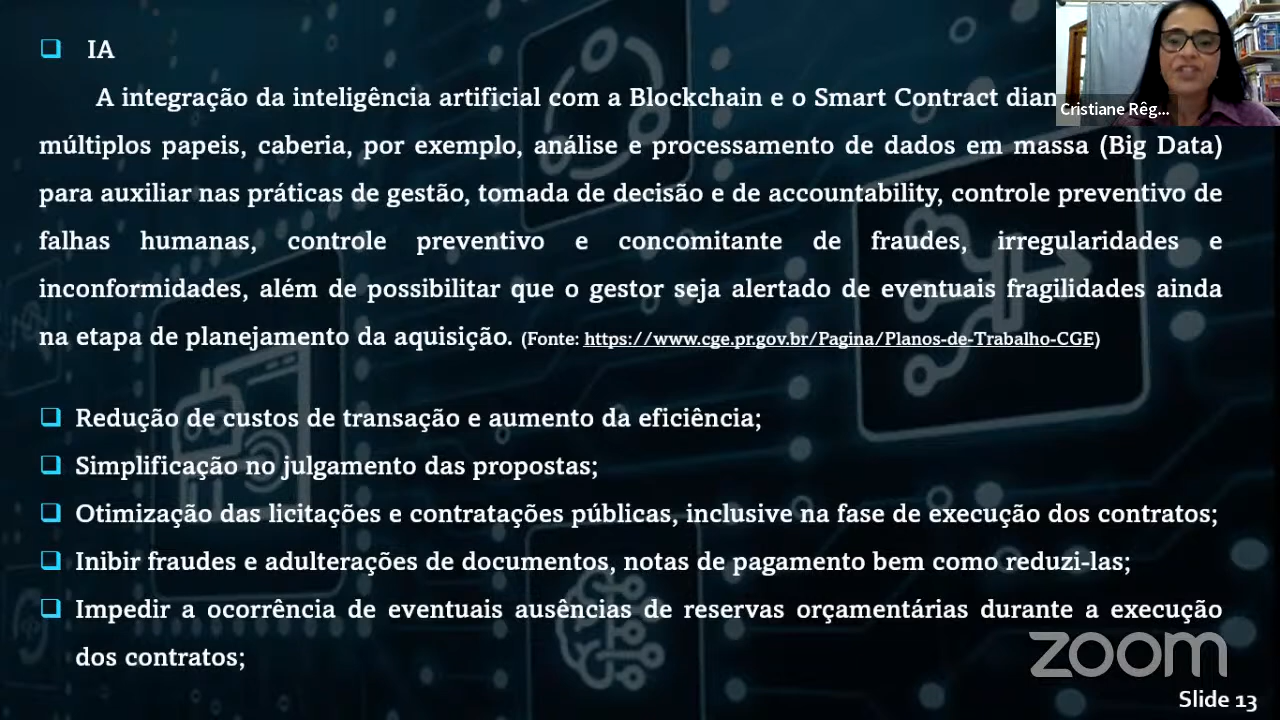 IA
A integração da inteligência artificial com a Blockchain e o Smart Contract
Cristiane Rêg...
múltiplos papeis, caberia, por exemplo, análise e processamento de dados em massa (Big Data)
para auxiliar nas práticas de gestão, tomada de decisão e de accountability, controle preventivo de
falhas humanas, controle preventivo e concomitante de fraudes, irregularidades e
inconformidades, além de possibilitar que o gestor seja alertado de eventuais fragilidades ainda
na etapa de planejamento da aquisição. (Fonte: https://www.cge.pr.gov.br/Pagina/Planos-de-Trabalho-CGE)
Redução de custos de transação e aumento da eficiência;
Simplificação no julgamento das propostas;
Otimização das licitações e contratações públicas, inclusive na fase de execução dos contratos;
Inibir fraudes e adulterações de documentos, notas de pagamento bem como reduzi-las;
Impedir a ocorrência de eventuais ausências de reservas orçamentárias durante a execução
dos contratos;
zoom
Slide 13